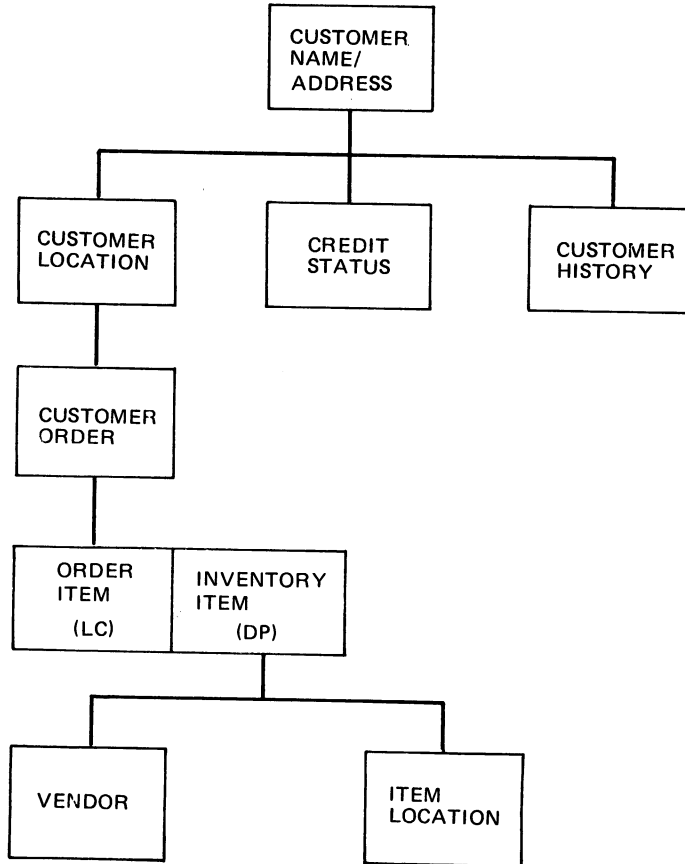 CUSTOMER
NAME/
ADDRESS
CUSTOMER
LOCATION
CREDIT
STATUS
CUSTOMER
HISTORY
CUSTOMER
ORDER
ORDER
ITEM
(LC)
INVENTORY
ITEM
(DP)
VENDOR
ITEM
LOCATION